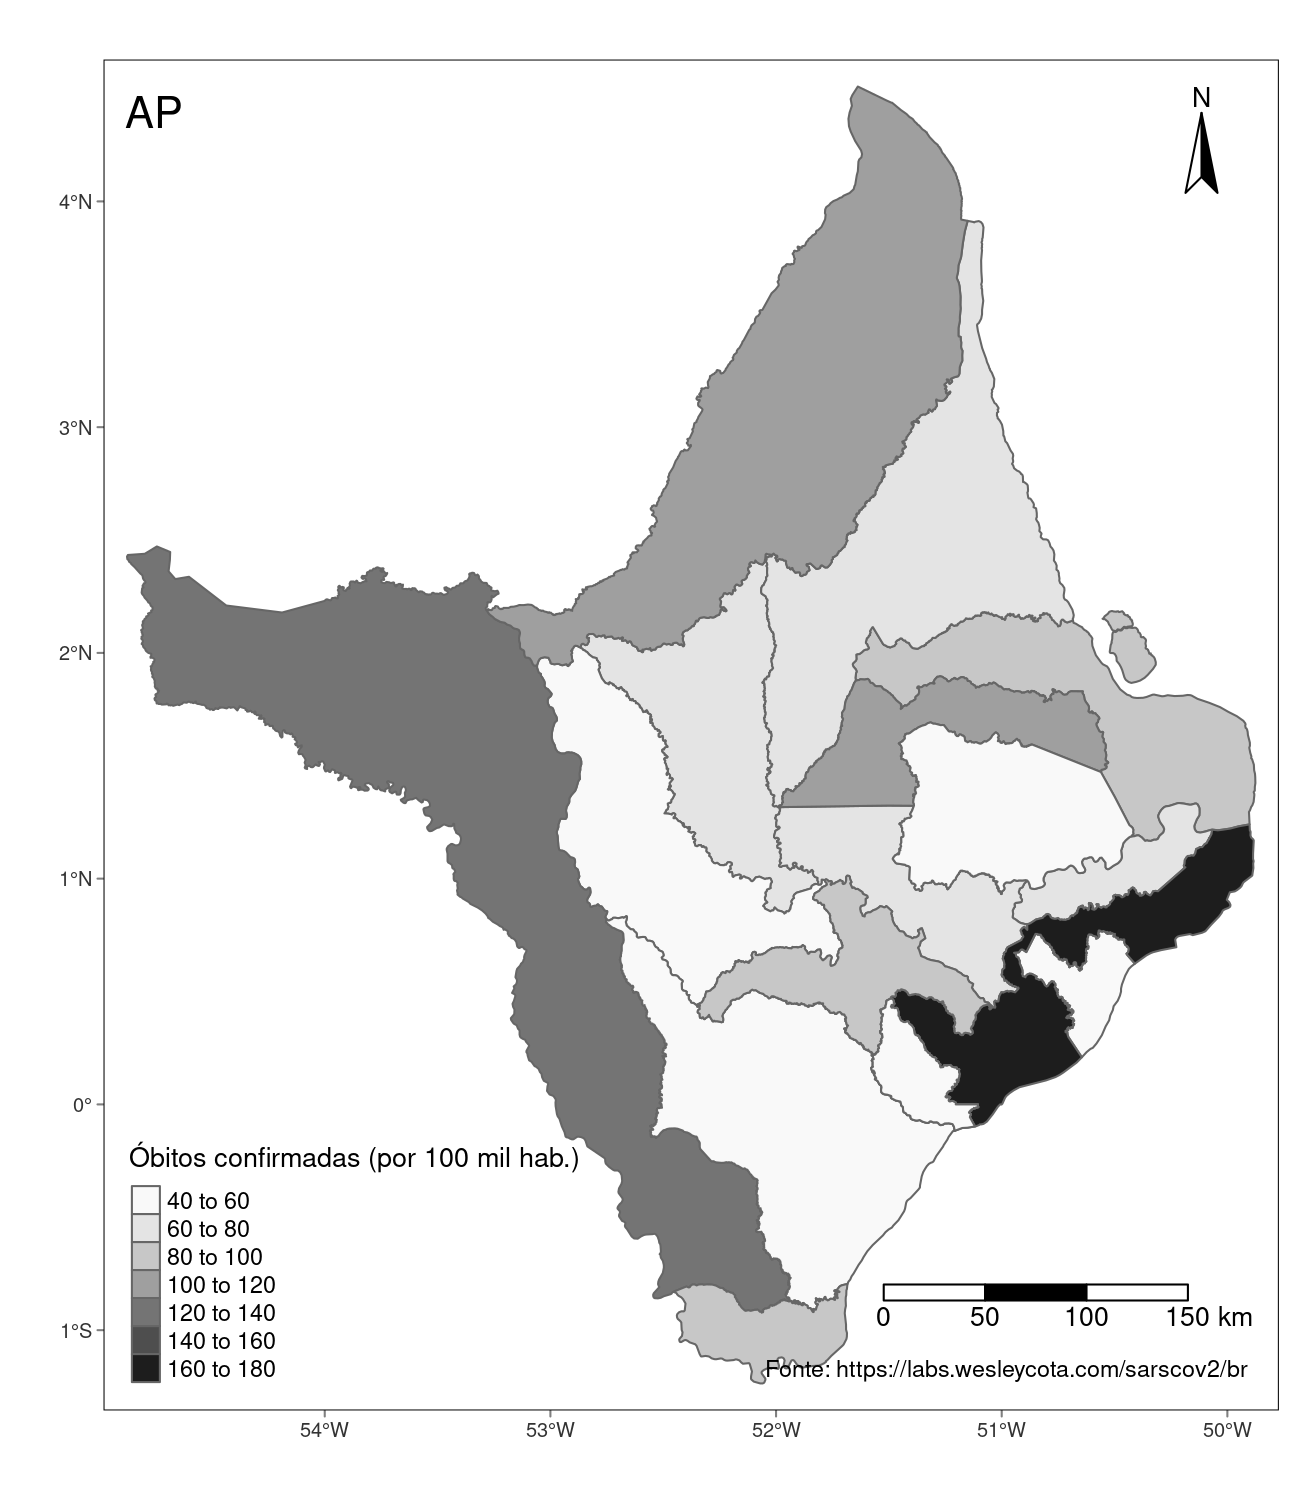 AP
N
4°N
3°N
2°N
1°N
0°
1°S
Óbitos confirmadas (por 100 mil hab.)
40 to 60
60 to 80
80 to 100
100 to 120
120 to 140
140 to 160
160 to 180
0 50 100 150 km
Fonte: https://labs.wesleycota.com/sarscov2/br
54°W 53°W 52°W 51°W 50°W